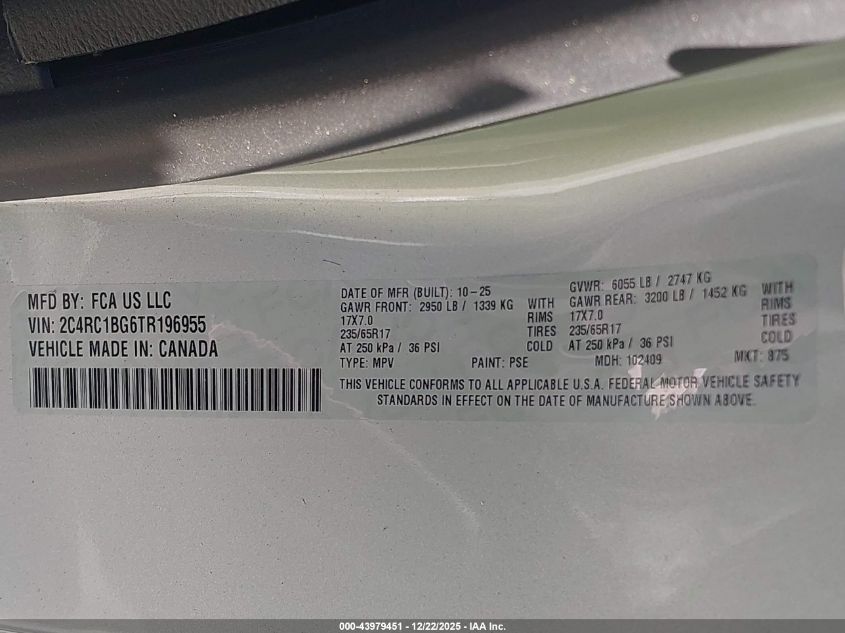 MFD BY: FCA US LLC
VIN: 2C4RC1BG6TR196955
VEHICLE MADE IN: CANADA
DATE OF MFR (BUILT): 10-25
GAWR FRONT: 2950 LB / 1339 KG WITH
17X7.0 RIMS
235/65R17 TIRES
AT 250 kPa / 36 PSI COLD
GVWR: 6055 LB / 2747 KG
GAWR REAR: 3200 LB / 1452 KG WITH
17X7.0 RIMS
235/65R17 TIRES
AT 250 kPa / 36 PSI COLD
TYPE: MPV PAINT: PSE MDH: 102409 MKT: 875
THIS VEHICLE CONFORMS TO ALL APPLICABLE U.S.A. FEDERAL MOTOR VEHICLE SAFETY
STANDARDS IN EFFECT ON THE DATE OF MANUFACTURE SHOWN ABOVE.
000-43979451 - 12/22/2025 - IAA Inc.